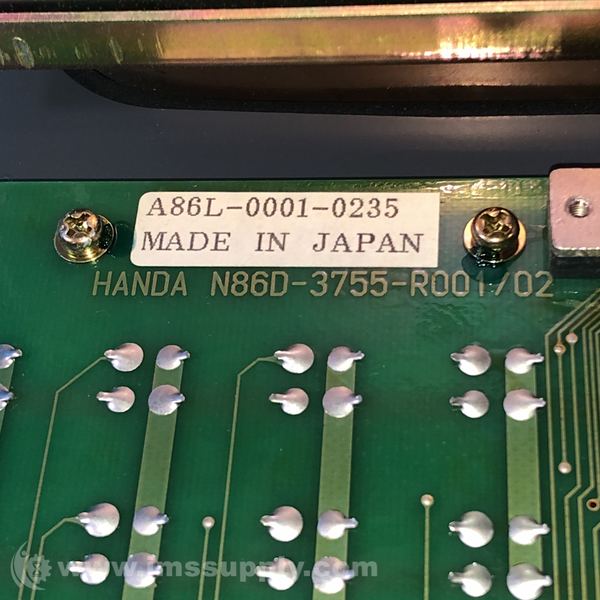 A86L-0001-0235
MADE IN JAPAN
HANDA N86D-3755-R001/02
www.imssupply.com